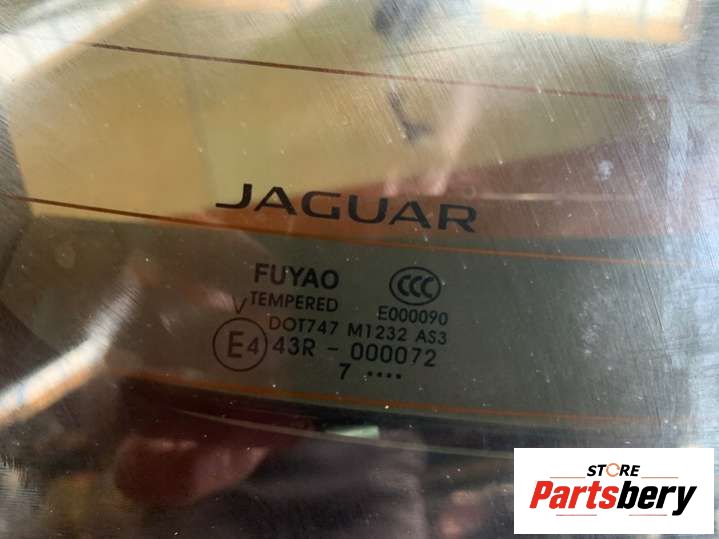 JAGUAR
FUYAO
CCC
TEMPERED
E000090
V
DOT747 M1232 AS3
E4 43R - 000072
7 ····
STORE
Partsbery